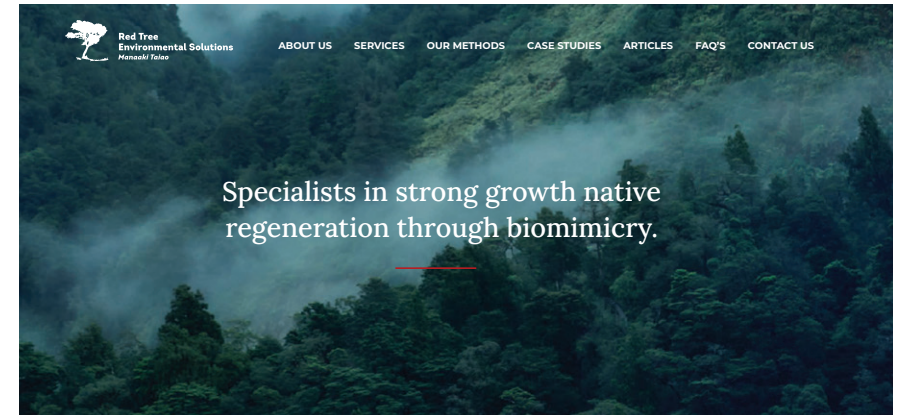 Red Tree
Environmental Solutions
Manaaki Taiao
ABOUT US SERVICES OUR METHODS CASE STUDIES ARTICLES FAQ'S CONTACT US
Specialists in strong growth native
regeneration through biomimicry.